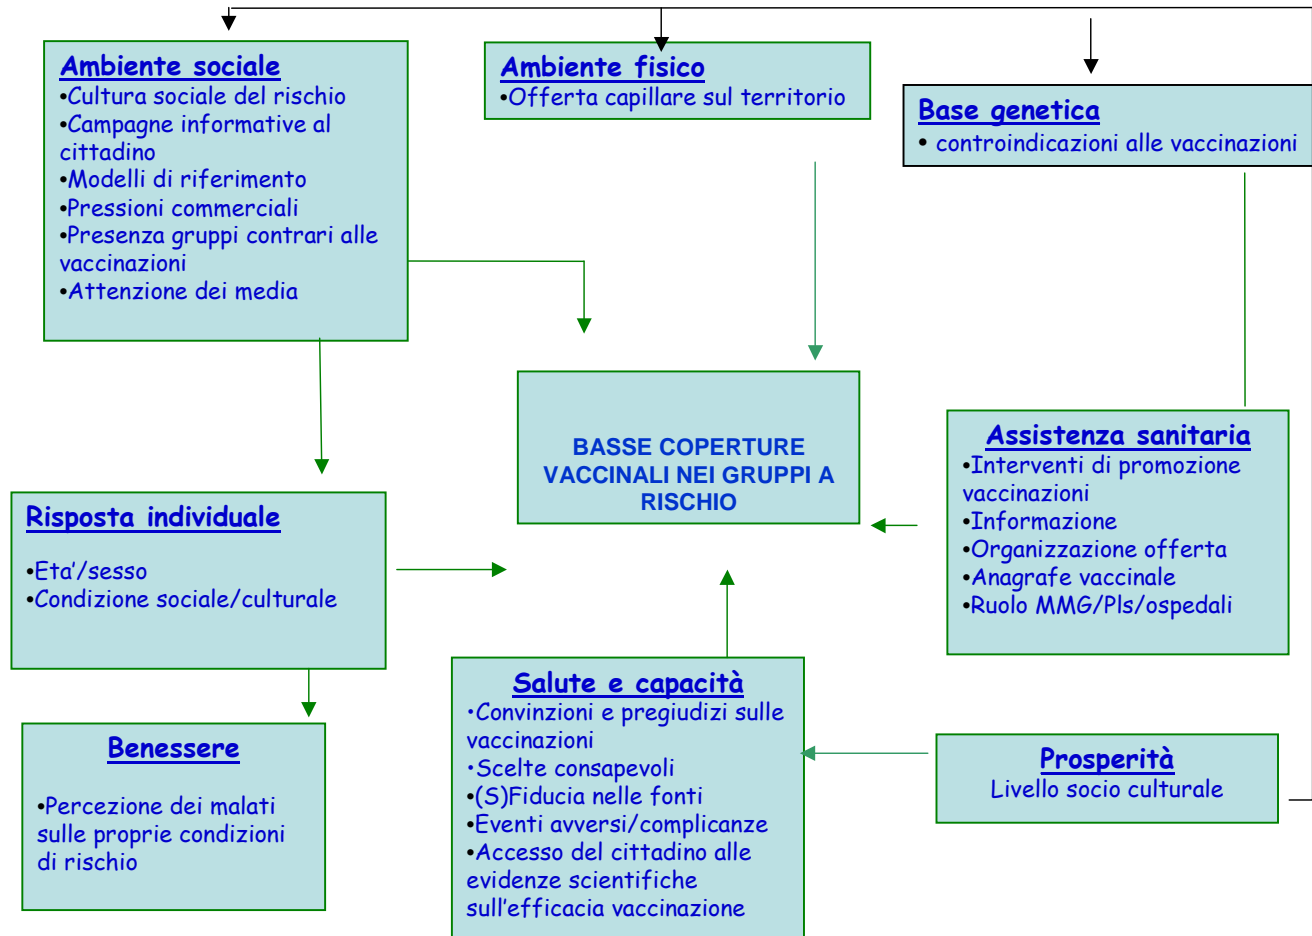 Ambiente sociale
•Cultura sociale del rischio
•Campagne informative al
cittadino
•Modelli di riferimento
•Pressioni commerciali
•Presenza gruppi contrari alle
vaccinazioni
•Attenzione dei media
Ambiente fisico
•Offerta capillare sul territorio
Base genetica
• controindicazioni alle vaccinazioni
BASSE COPERTURE
VACCINALI NEI GRUPPI A
RISCHIO
Assistenza sanitaria
•Interventi di promozione
vaccinazioni
•Informazione
•Organizzazione offerta
•Anagrafe vaccinale
•Ruolo MMG/Pls/ospedali
Risposta individuale
•Eta'/sesso
•Condizione sociale/culturale
Benessere
•Percezione dei malati
sulle proprie condizioni
di rischio
Salute e capacità
•Convinzioni e pregiudizi sulle
vaccinazioni
•Scelte consapevoli
•(S)Fiducia nelle fonti
•Eventi avversi/complicanze
•Accesso del cittadino alle
evidenze scientifiche
sull'efficacia vaccinazione
Prosperità
Livello socio culturale